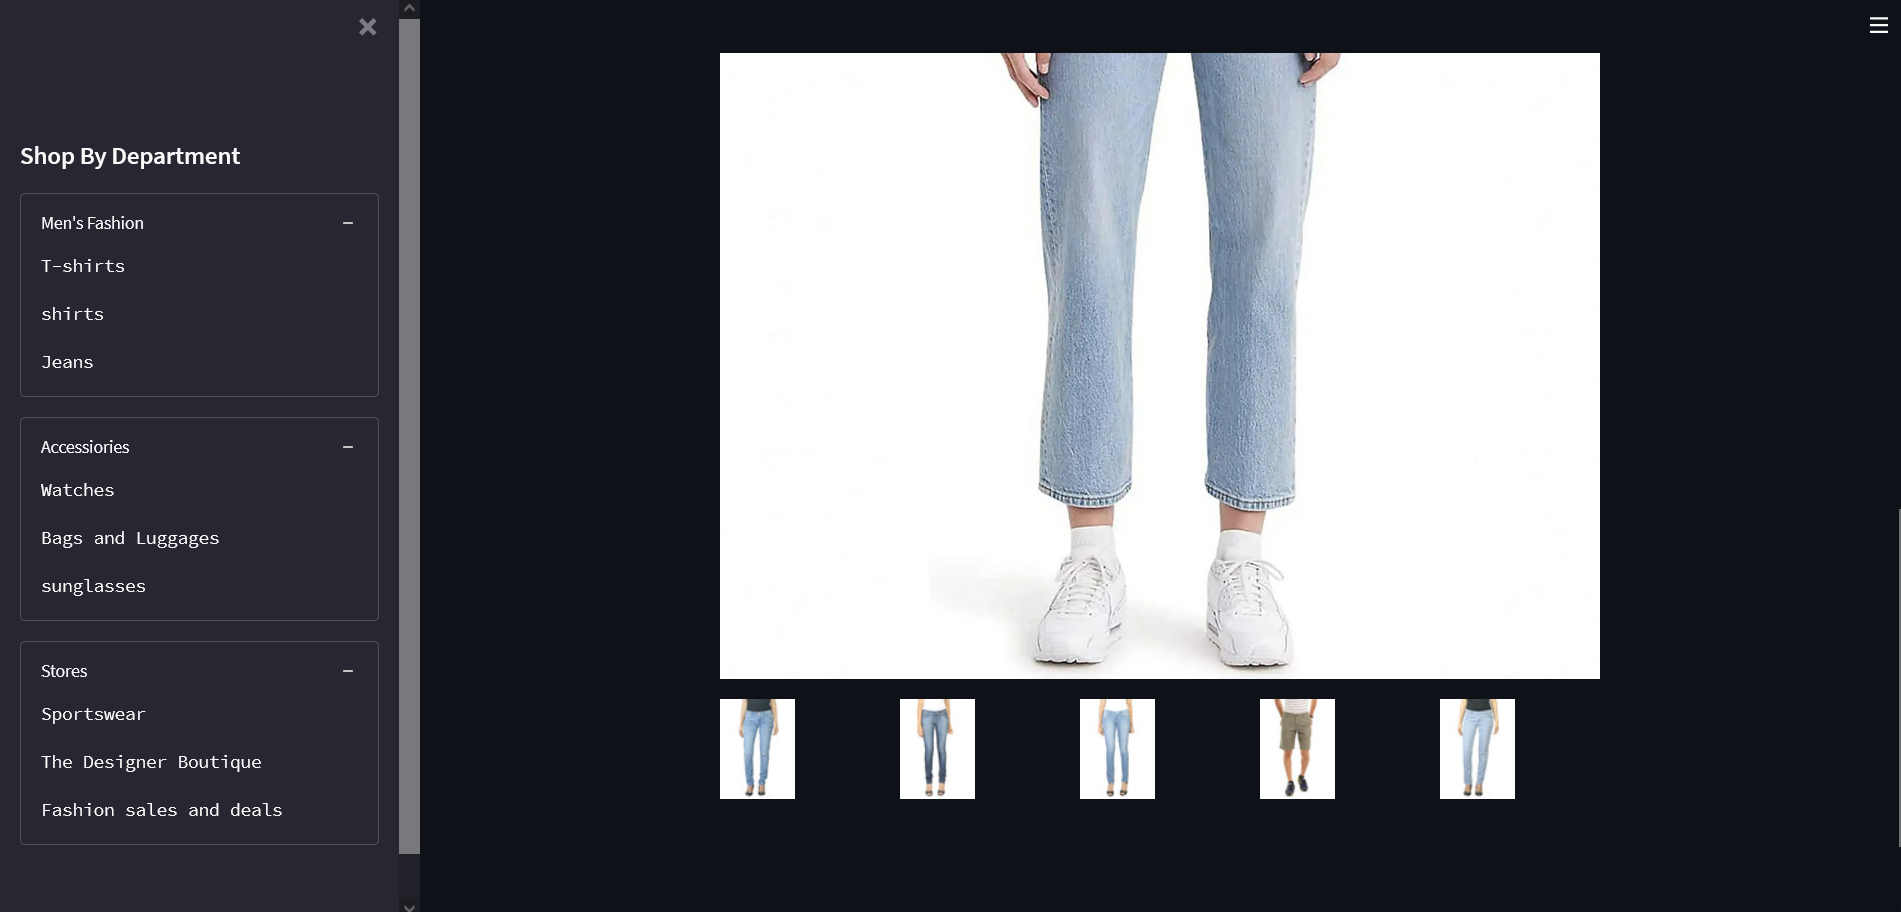 Shop By Department
Men's Fashion
T-shirts
shirts
Jeans
Accessiories
Watches
Bags and Luggages
sunglasses
Stores
Sportswear
The Designer Boutique
Fashion sales and deals